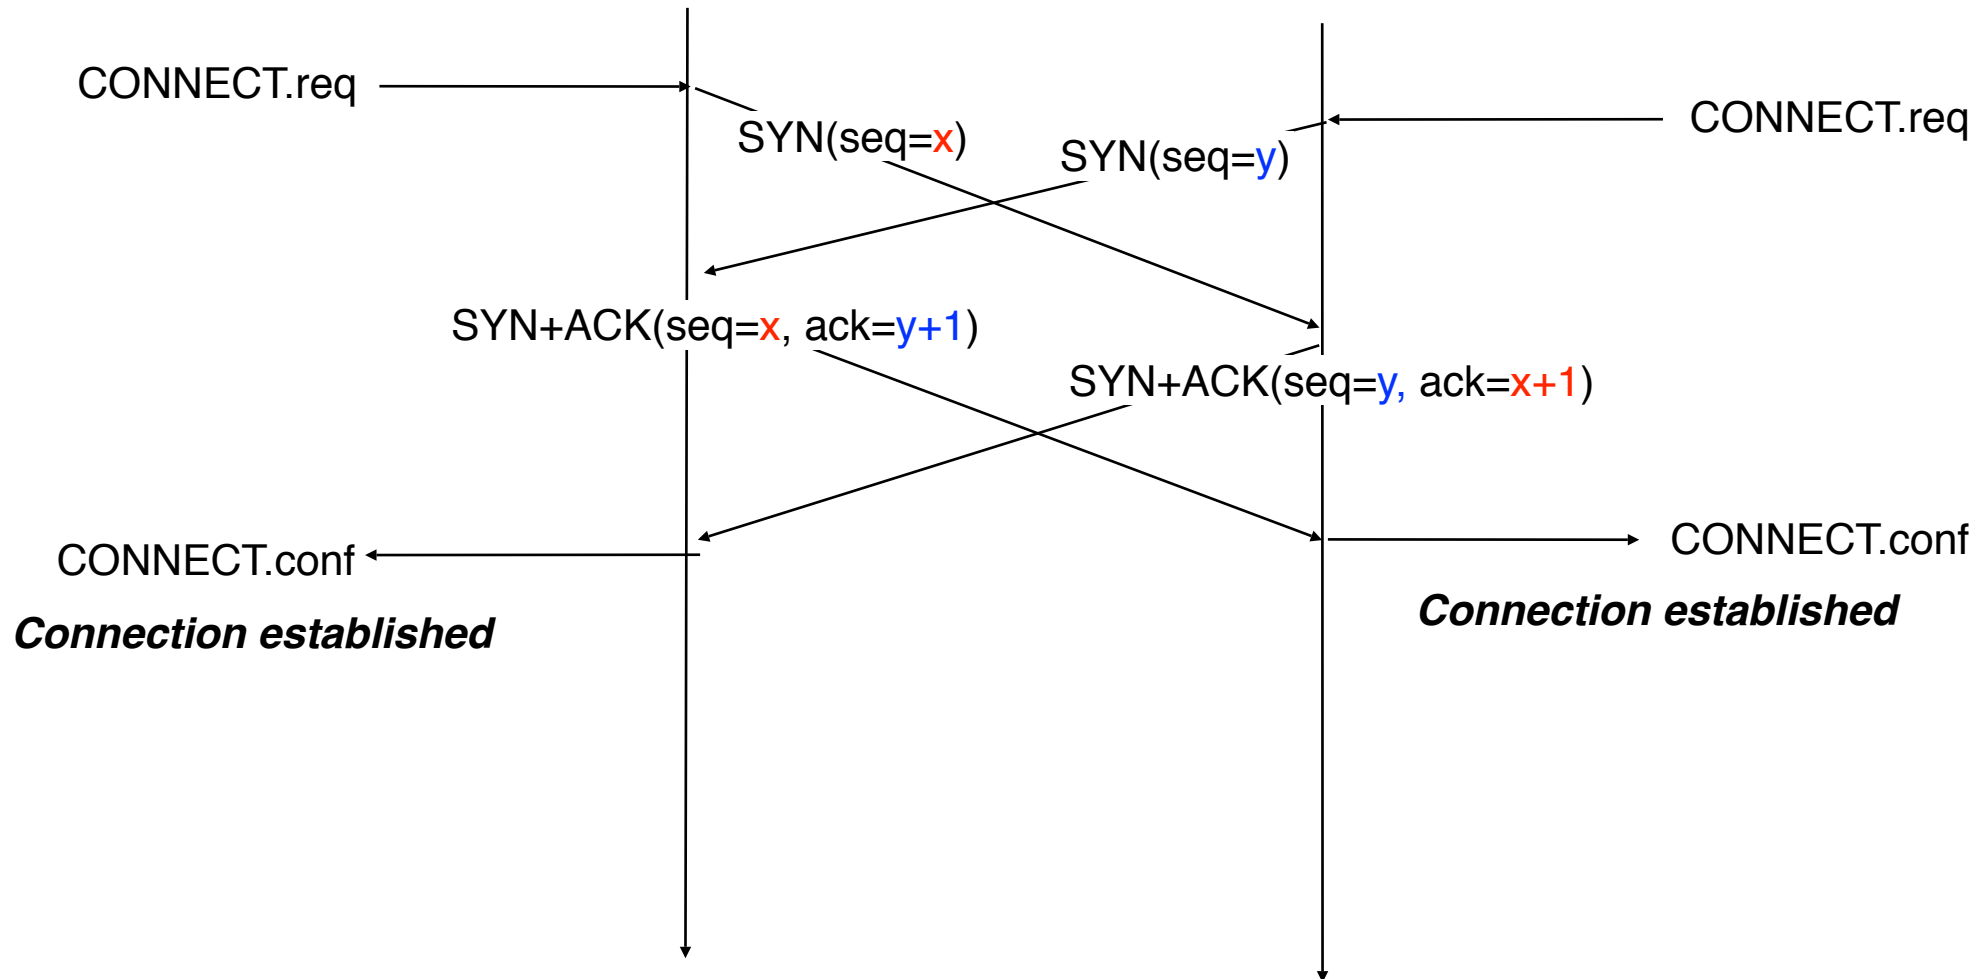 CONNECT.req
CONNECT.req
SYN(seq=x)
SYN(seq=y)
SYN+ACK(seq=x, ack=y+1)
SYN+ACK(seq=y, ack=x+1)
CONNECT.conf
CONNECT.conf
Connection established
Connection established